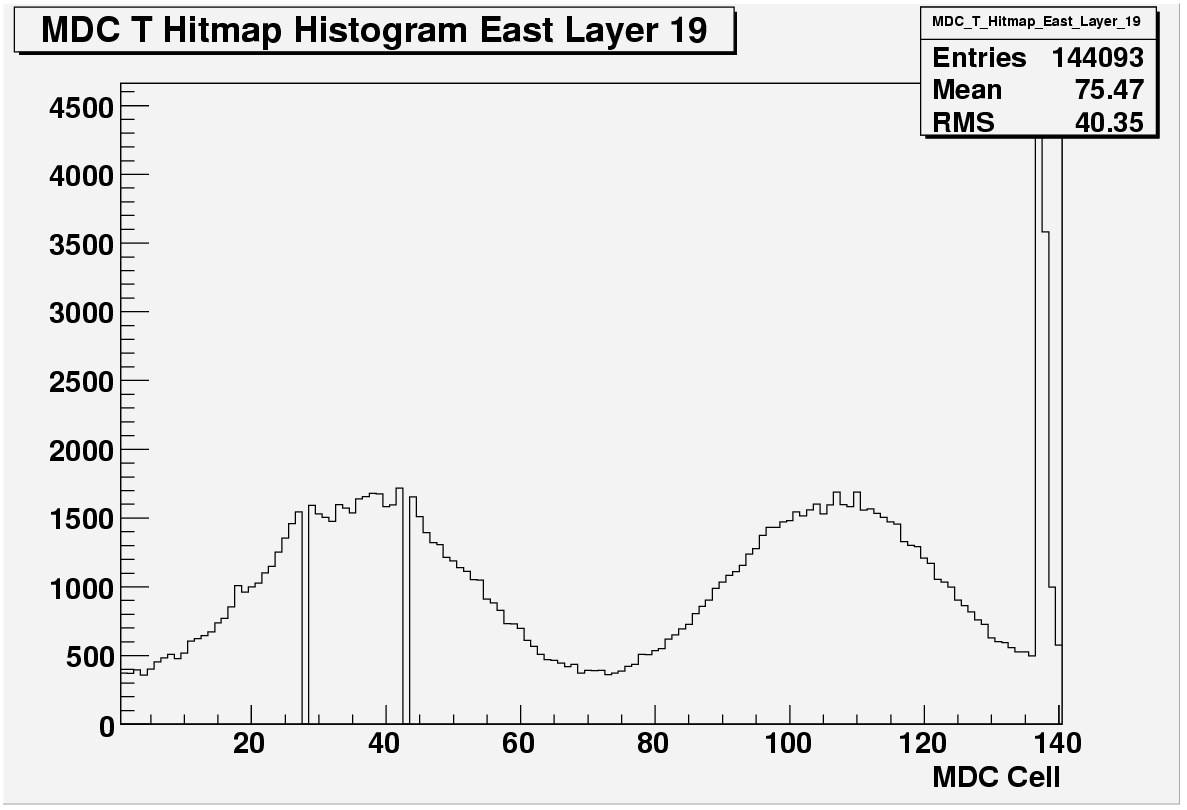 MDC T Hitmap Histogram East Layer 19
MDC_T_Hitmap_East_Layer_19
Entries 144093
Mean 75.47
RMS 40.35
4500
4000
3500
3000
2500
2000
1500
1000
500
0
20 40 60 80 100 120 140
MDC Cell